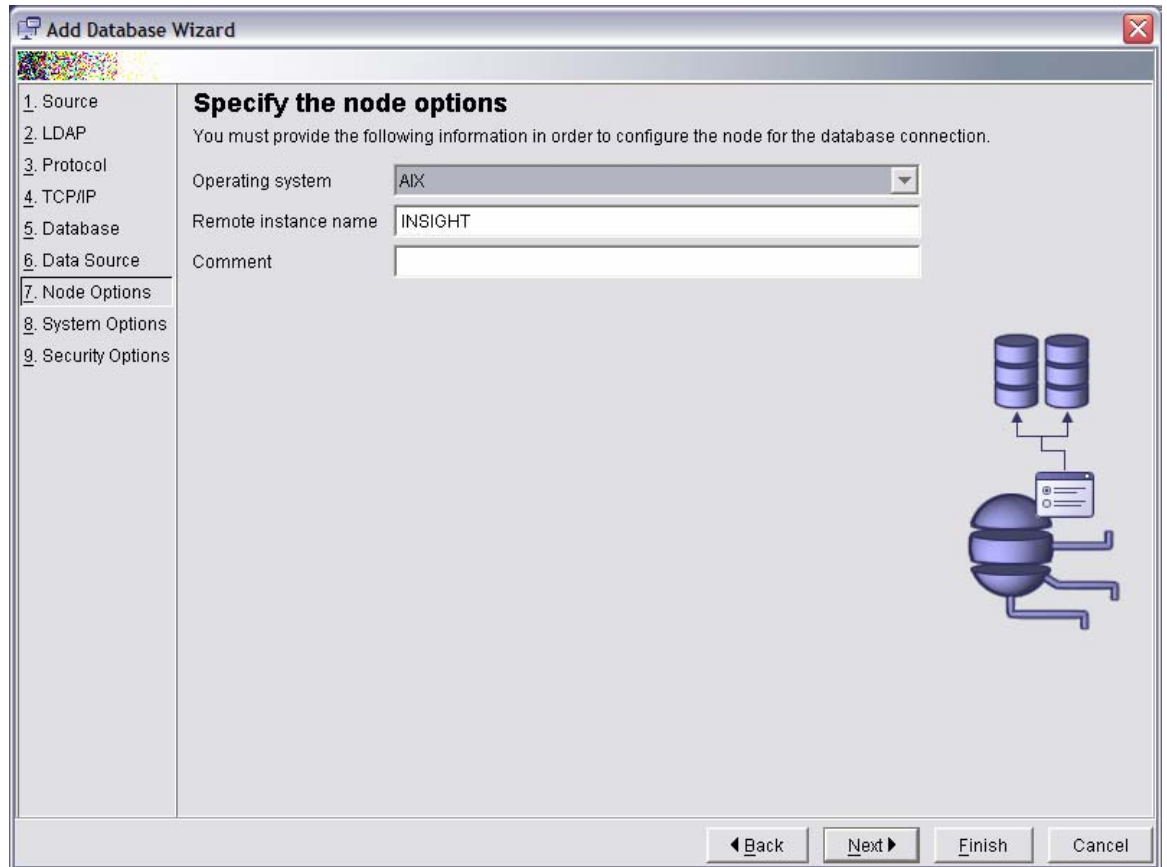 Add Database Wizard
1. Source
2. LDAP
3. Protocol
4. TCP/IP
5. Database
6. Data Source
7. Node Options
8. System Options
9. Security Options
Specify the node options
You must provide the following information in order to configure the node for the database connection.
Operating system AIX
Remote instance name INSIGHT
Comment
Back Next Finish Cancel